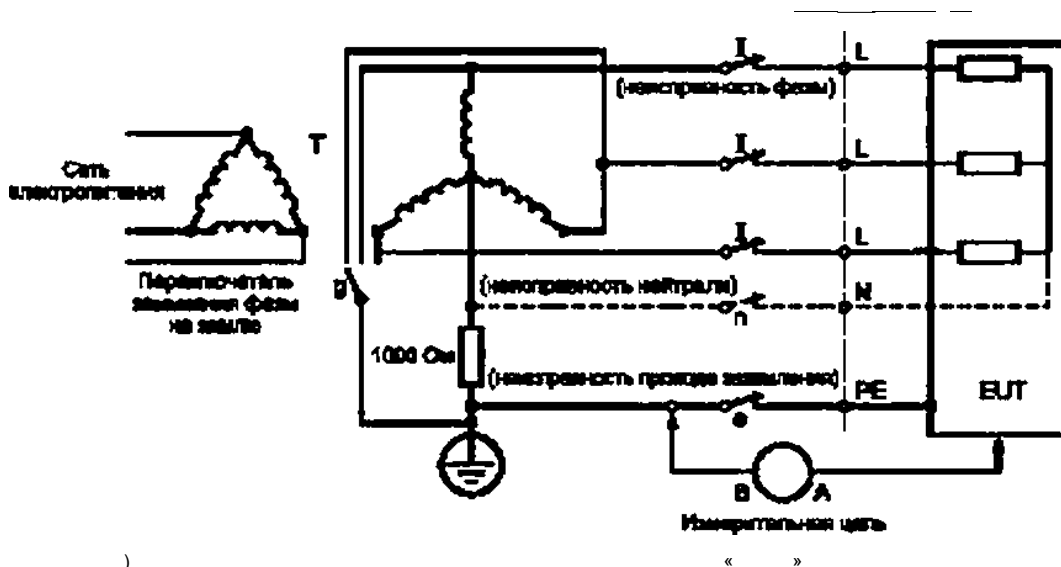 I
L
(неисправность фазы)
T
I
L
Сеть
электропитания
I
L
Переключатель
замыкания фазы
на землю
g
(неисправность нейтрали)
n
N
1000 Ом
(неисправность провода заземления)
e
PE
EUT
B
A
Измерительная цепь
)
« »